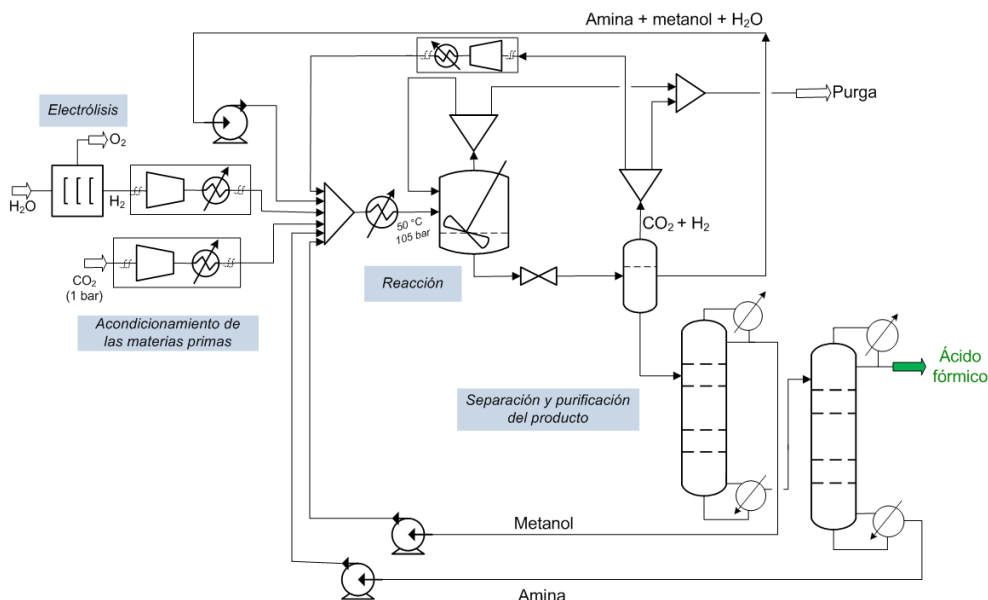 Amina + metanol + H₂O
Electrólisis
O₂
H₂O
H₂
CO₂
(1 bar)
Acondicionamiento de
las materias primas
50 °C
105 bar
Reacción
Purga
CO₂ + H₂
Separación y purificación
del producto
Ácido
fórmico
Metanol
Amina